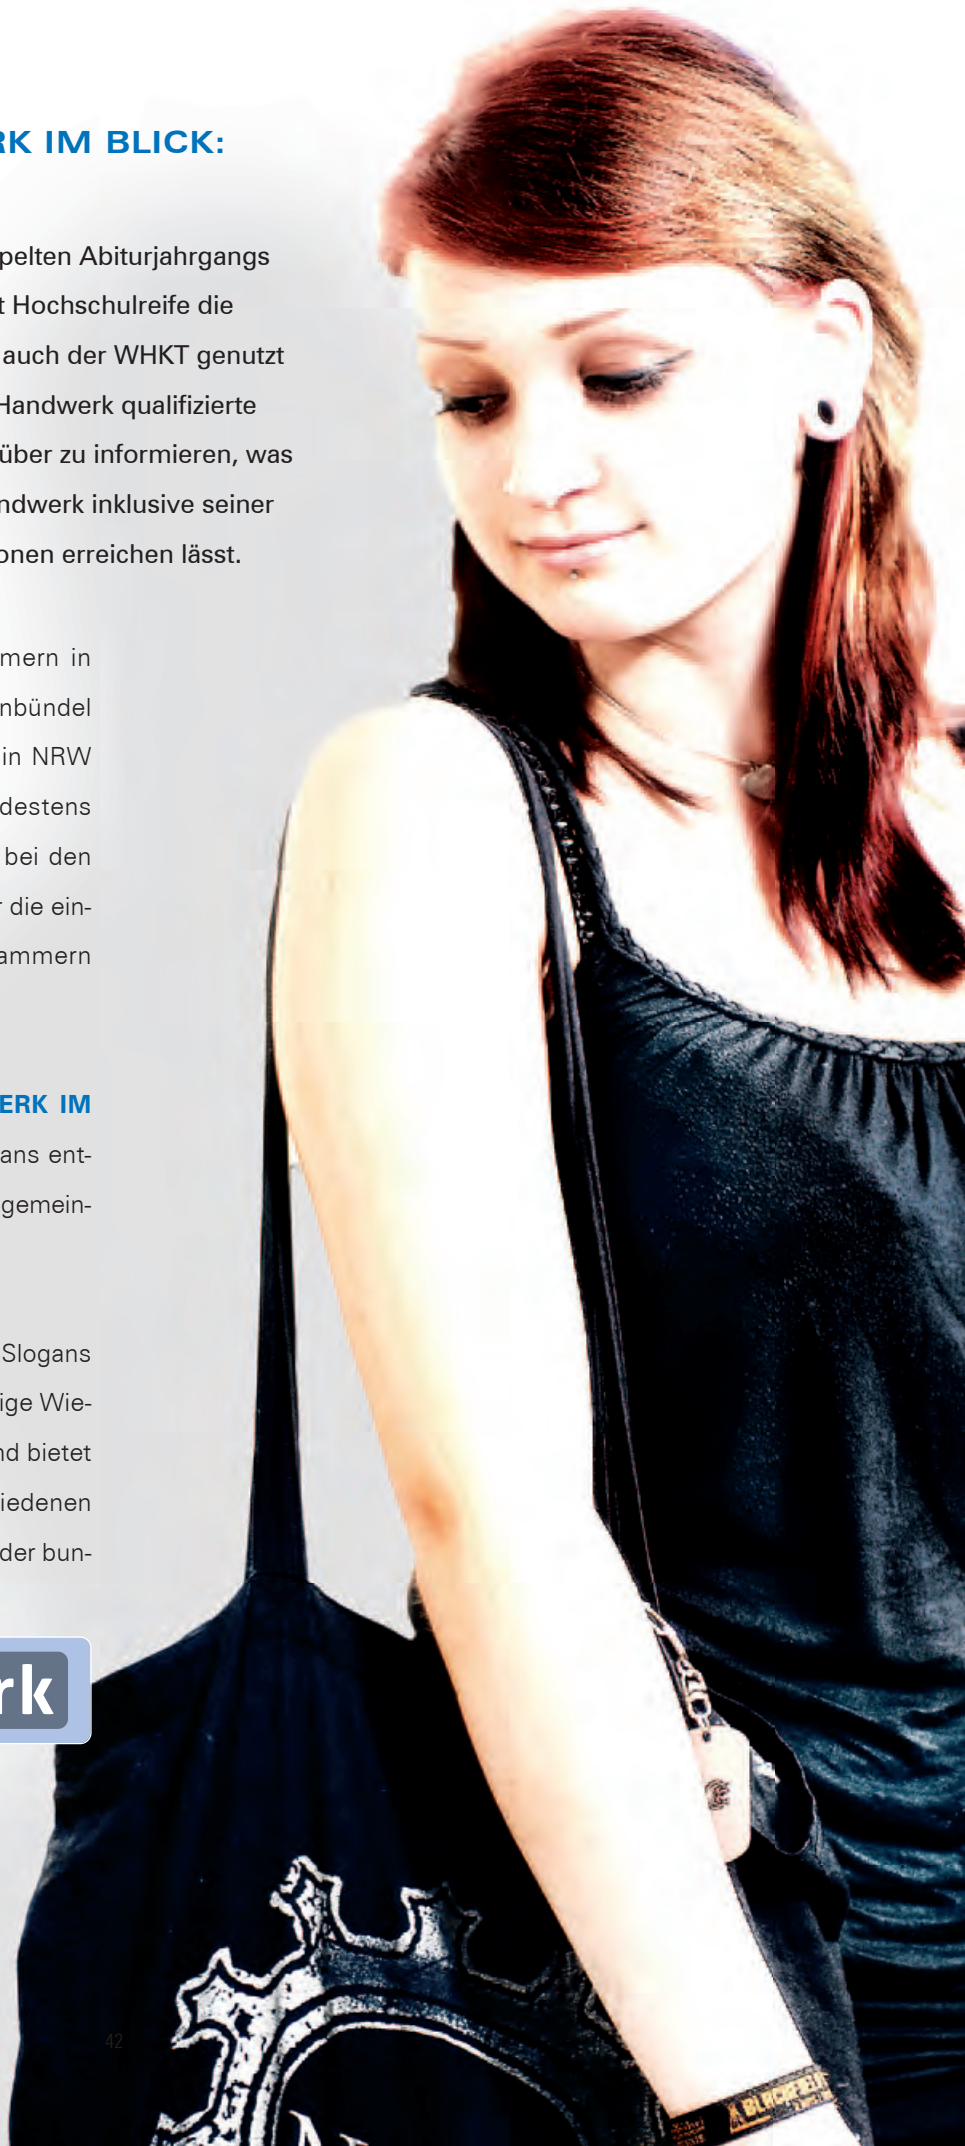 RK IM BLICK:
pelten Abiturjahrgangs
t Hochschulreife die
auch der WHKT genutzt
Handwerk qualifizierte
über zu informieren, was
ndwerk inklusive seiner
onen erreichen lässt.
mern in
nbündel
in NRW
destens
bei den
r die ein-
ammern
ERK IM
ans ent-
gemein-
Slogans
ige Wie-
nd bietet
iedenen
der bun-
rk
42
BLACKFIELD